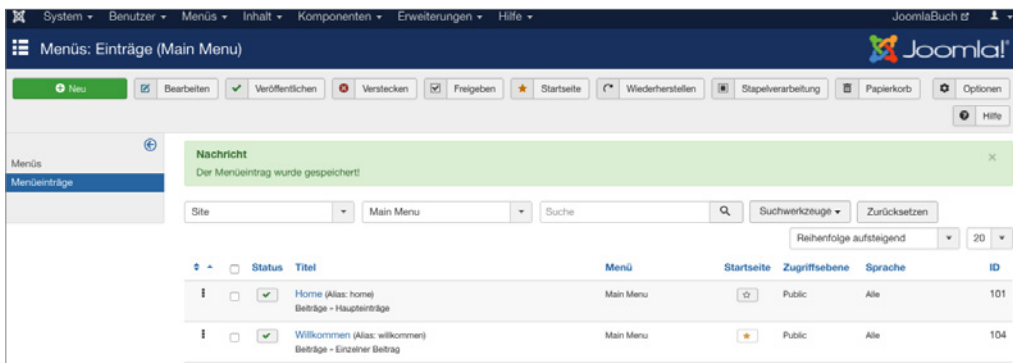 System Benutzer Menüs Inhalt Komponenten Erweiterungen Hilfe JoomlaBuch
Menüs: Einträge (Main Menu) Joomla!®
Neu Bearbeiten Veröffentlichen Verstecken Freigeben Startseite Wiederherstellen Stapelverarbeitung Papierkorb Optionen
Hilfe
Menüs
Menüeinträge
Nachricht
Der Menüeintrag wurde gespeichert!
Site Main Menu Suche Suchwerkzeuge Zurücksetzen
Reihenfolge aufsteigend 20
Status Titel Menü Startseite Zugriffsebene Sprache ID
Home (Alias: home) Main Menu Public Alle 101
Beiträge » Haupteinträge
Willkommen (Alias: willkommen) Main Menu Public Alle 104
Beiträge » Einzelner Beitrag